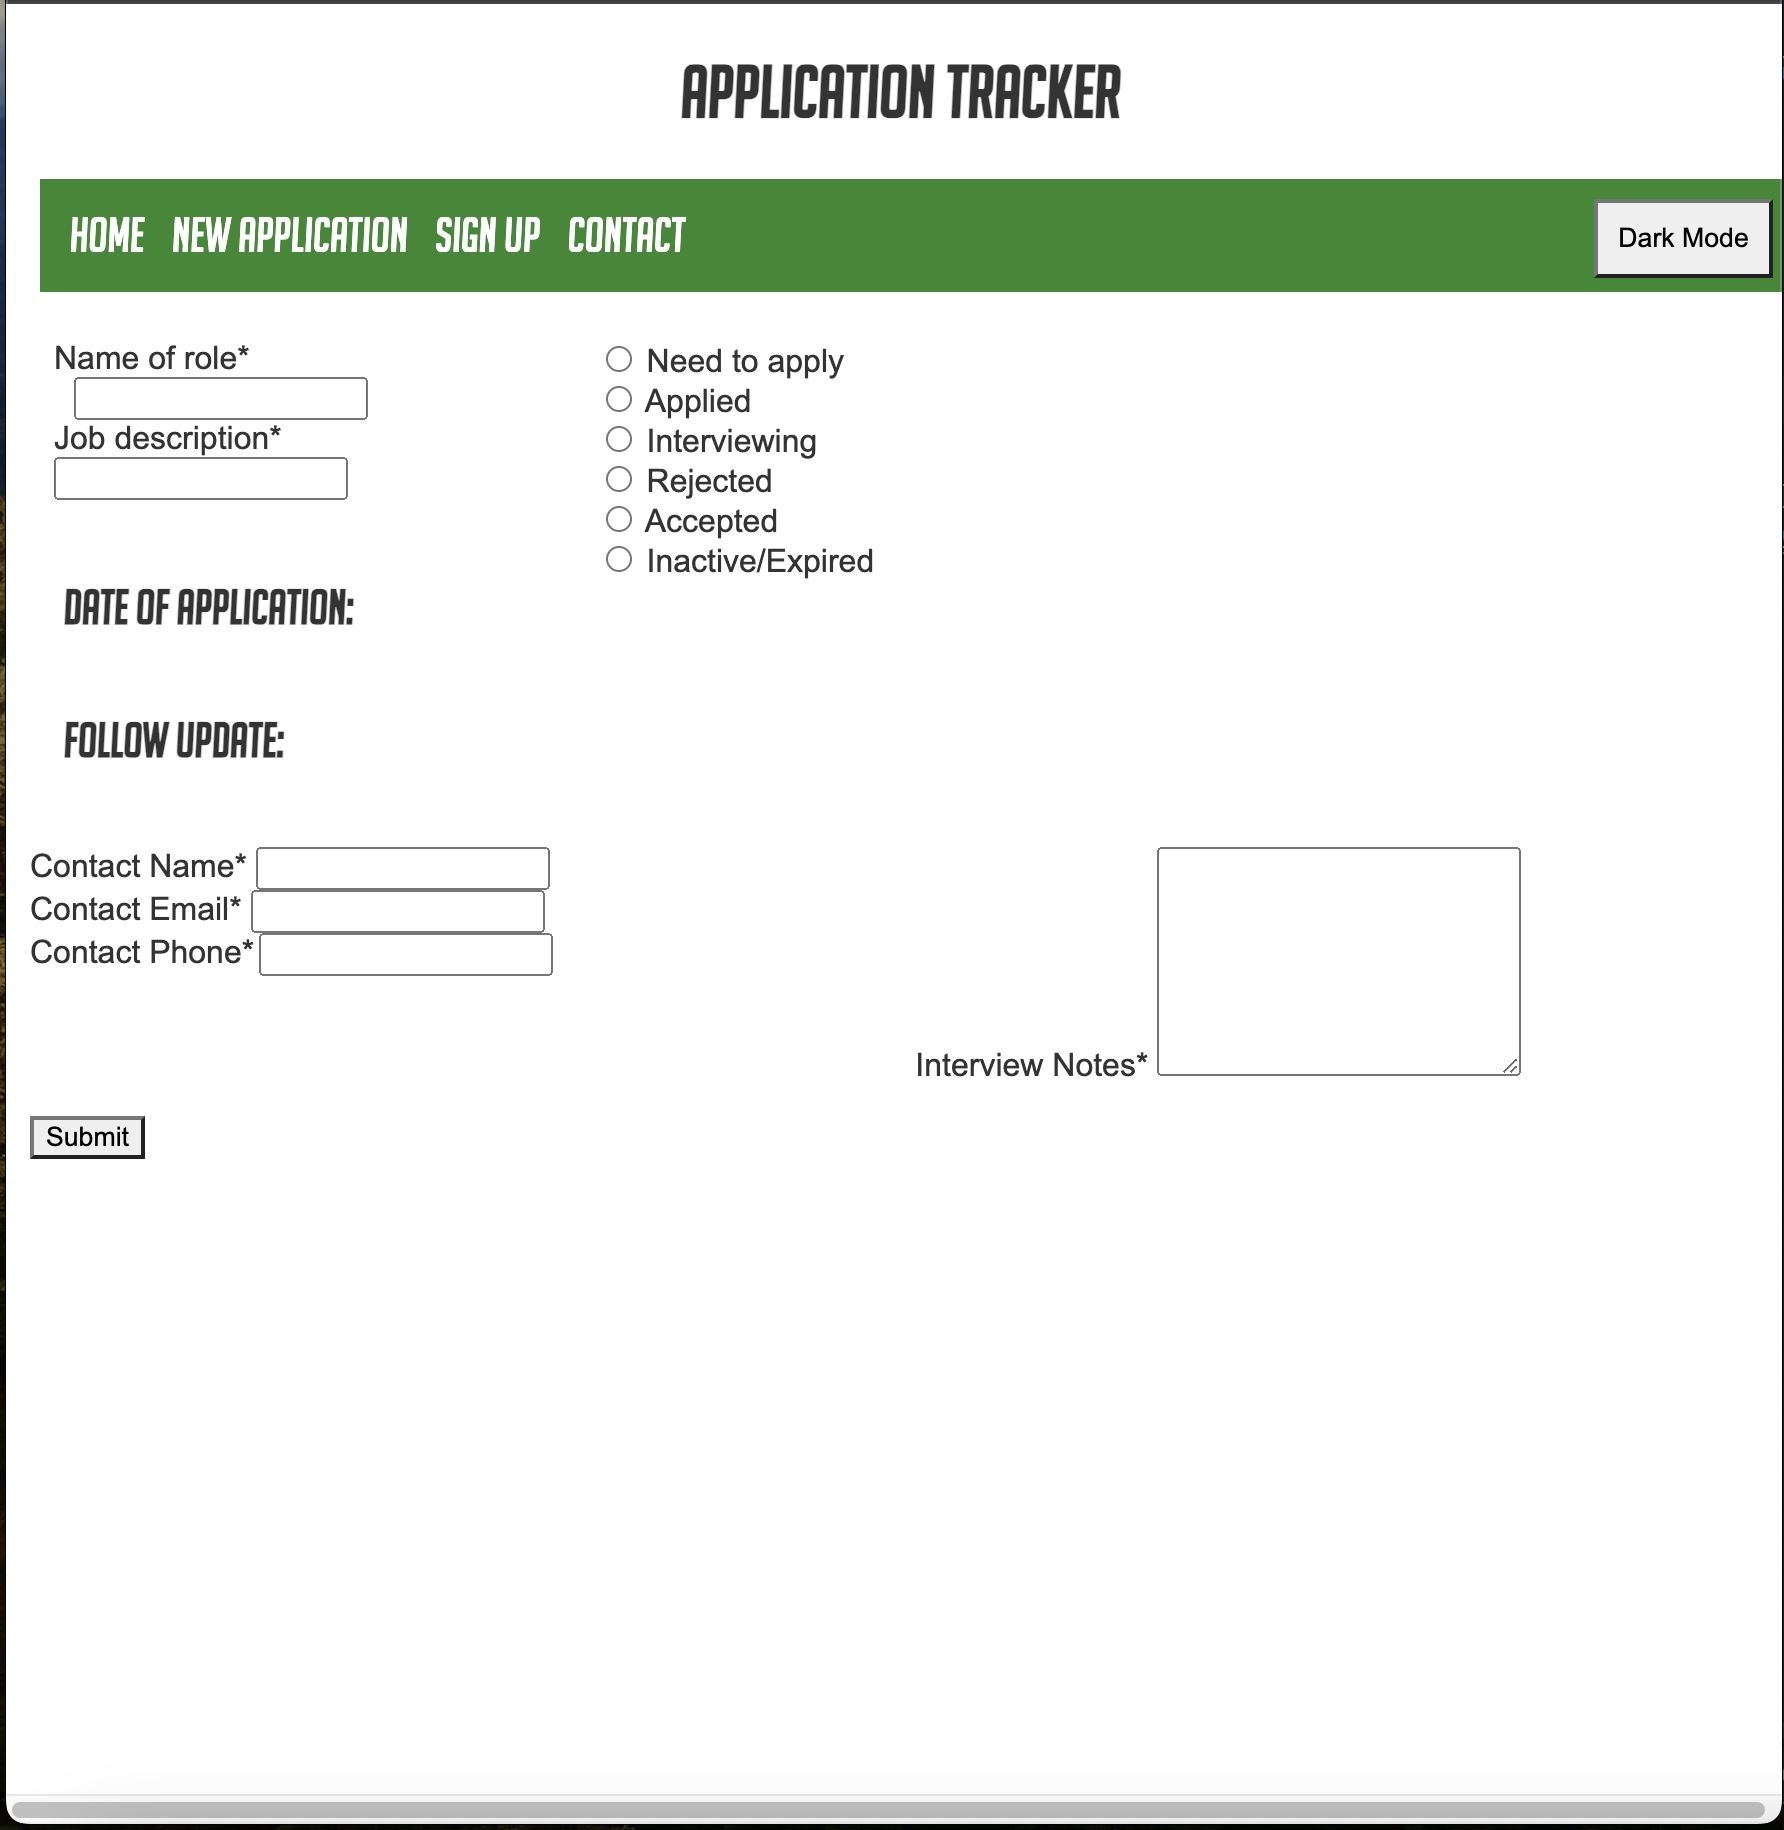 APPLICATION TRACKER
HOME NEW APPLICATION SIGN UP CONTACT Dark Mode
Name of role*
Job description*
Need to apply
Applied
Interviewing
Rejected
Accepted
Inactive/Expired
DATE OF APPLICATION:
FOLLOW UPDATE:
Contact Name*
Contact Email*
Contact Phone*
Interview Notes*
Submit